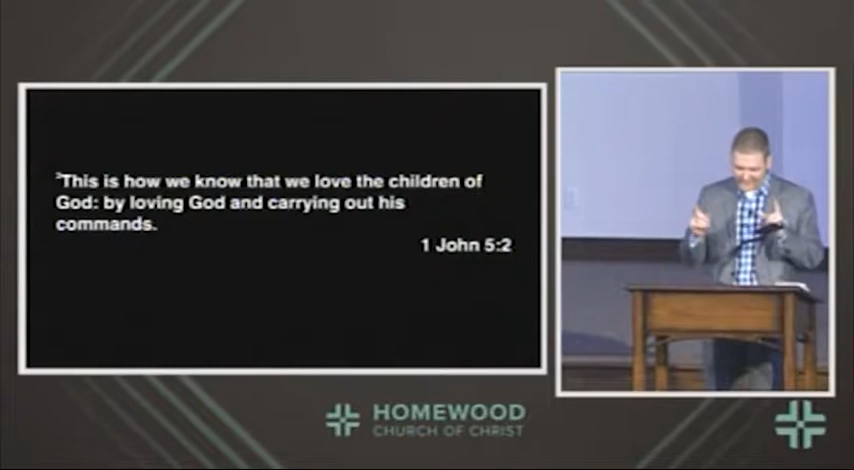 ²This is how we know that we love the children of
God: by loving God and carrying out his
commands.
1 John 5:2
HOMEWOOD
CHURCH OF CHRIST